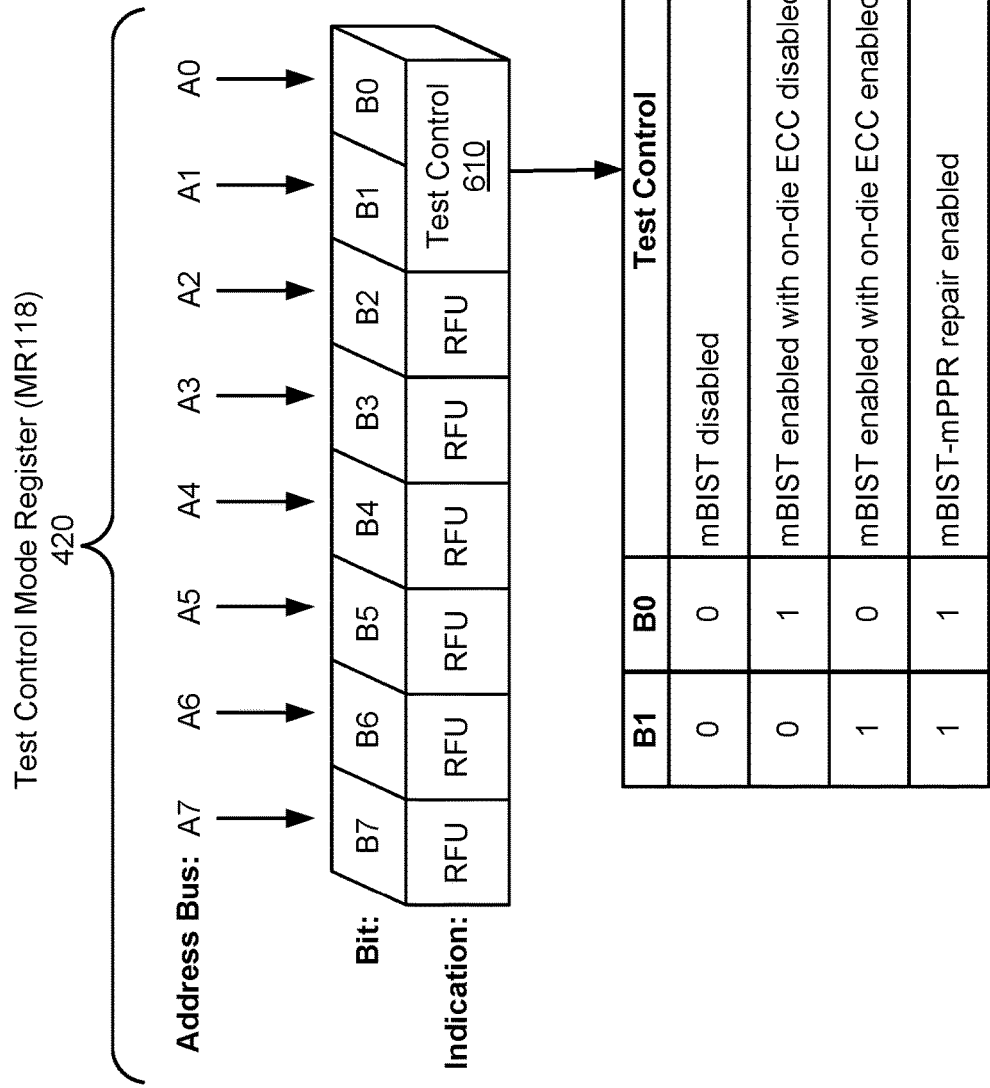 Test Control Mode Register (MR118)
420
Address Bus: A7 A6 A5 A4 A3 A2 A1 A0
Bit: B7 B6 B5 B4 B3 B2 B1 B0
Indication: RFU RFU RFU RFU RFU RFU Test Control
610
B1 B0 Test Control
0 0 mBIST disabled
0 1 mBIST enabled with on-die ECC disabled
1 0 mBIST enabled with on-die ECC enabled
1 1 mBIST-mPPR repair enabled